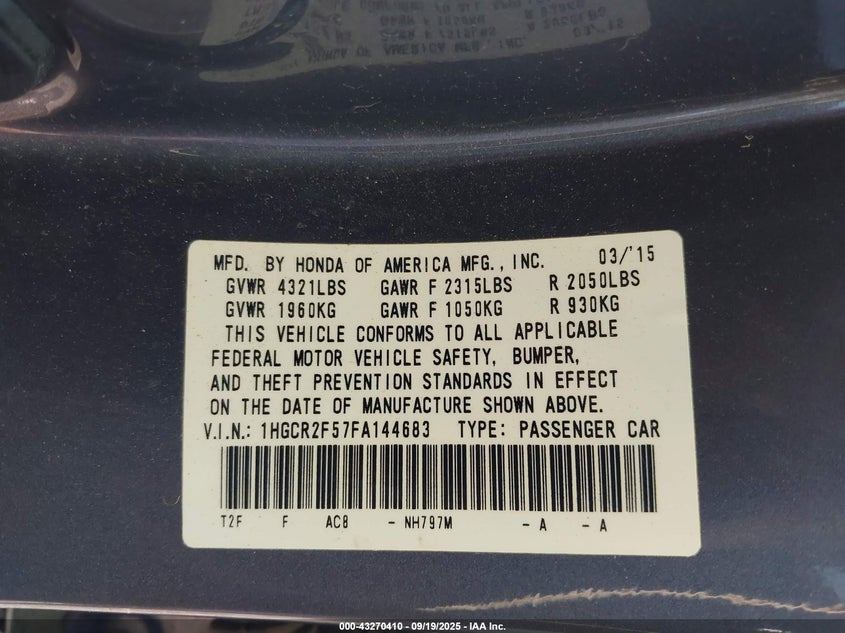 MFD. BY HONDA OF AMERICA MFG., INC. 03/'15
GVWR 4321LBS GAWR F 2315LBS R 2050LBS
GVWR 1960KG GAWR F 1050KG R 930KG
THIS VEHICLE CONFORMS TO ALL APPLICABLE
FEDERAL MOTOR VEHICLE SAFETY, BUMPER,
AND THEFT PREVENTION STANDARDS IN EFFECT
ON THE DATE OF MANUFACTURE SHOWN ABOVE.
V.I.N.: 1HGCR2F57FA144683 TYPE: PASSENGER CAR
T2F F AC8 - NH797M - A - A
000-43270410 - 09/19/2025 - IAA Inc.